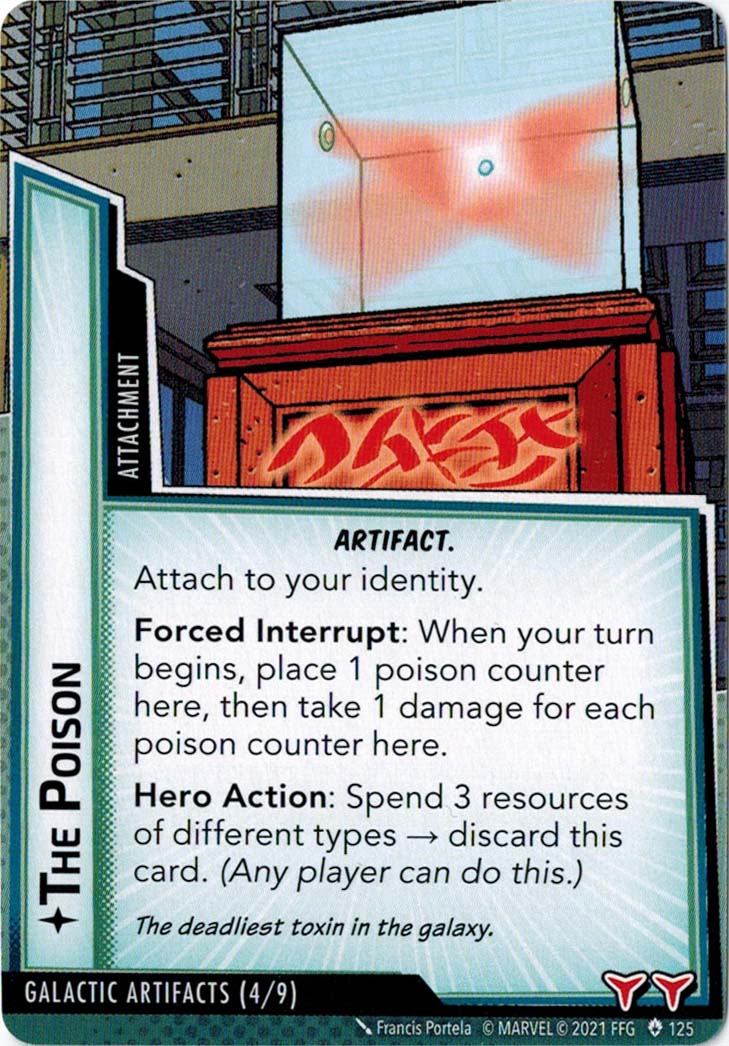 ATTACHMENT
THE POISON
ARTIFACT.
Attach to your identity.
Forced Interrupt: When your turn
begins, place 1 poison counter
here, then take 1 damage for each
poison counter here.
Hero Action: Spend 3 resources
of different types → discard this
card. (Any player can do this.)
The deadliest toxin in the galaxy.
GALACTIC ARTIFACTS (4/9)
Francis Portela © MARVEL © 2021 FFG 125